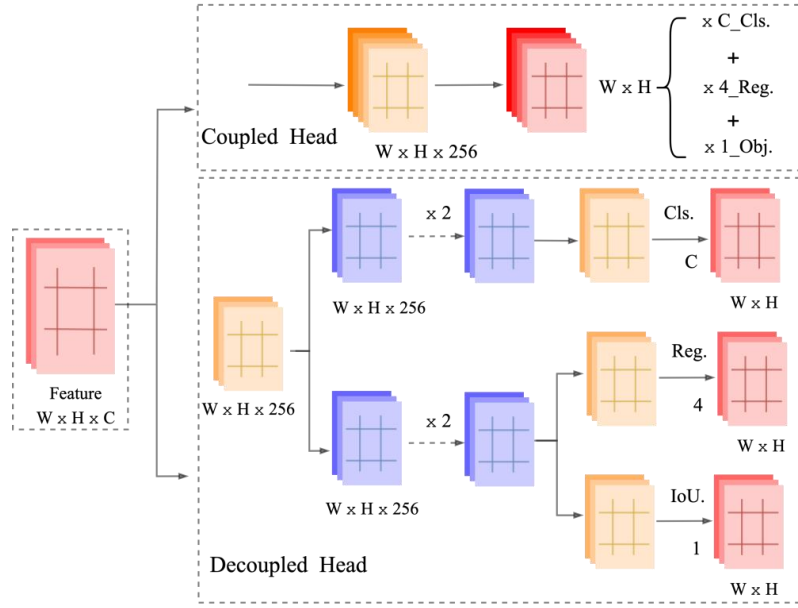 x C_Cls.
+
W x H
x 4_Reg.
+
x 1_Obj.
Coupled Head
W x H x 256
Feature
W x H x C
x 2
Cls.
C
W x H x 256
W x H
W x H x 256
Reg.
x 2
4
W x H
W x H x 256
IoU.
1
W x H
Decoupled Head